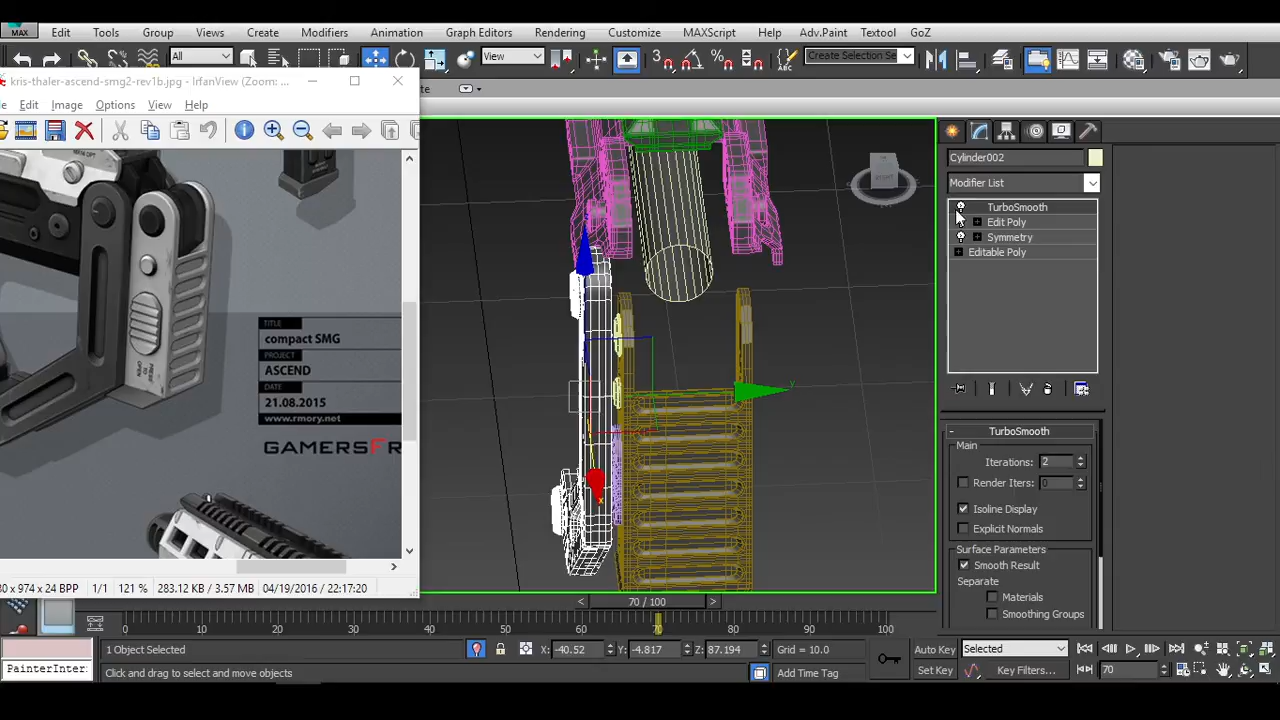 MAX
Edit Tools Group Views Create Modifiers Animation Graph Editors Rendering Customize MAXScript Help Adv.Paint Textool GoZ
All View 3 Create Selection Se
kris-thaler-ascend-smg2-rev1b.jpg - IrfanView (Zoom: ...
Edit Image Options View Help
TITLE
compact SMG
PROJECT
ASCEND
DATE
21.08.2015
www.rmory.net
GAMERSFR
PRESS TO OPEN
80 x 974 x 24 BPP 1/1 121 % 283.12 KB / 3.57 MB 04/19/2016 / 22:17:20
y
x
Cylinder002
Modifier List
TurboSmooth
Edit Poly
Symmetry
Editable Poly
TurboSmooth
Main
Iterations: 2
Render Iters: 0
Isoline Display
Explicit Normals
Surface Parameters
Smooth Result
Separate
Materials
Smoothing Groups
70 / 100
0 10 20 30 40 50 60 70 80 90 100
1 Object Selected X: -40.52 Y: -4.817 Z: 87.194 Grid = 10.0 Auto Key Selected
PainterInter Click and drag to select and move objects Add Time Tag Set Key Key Filters... 70